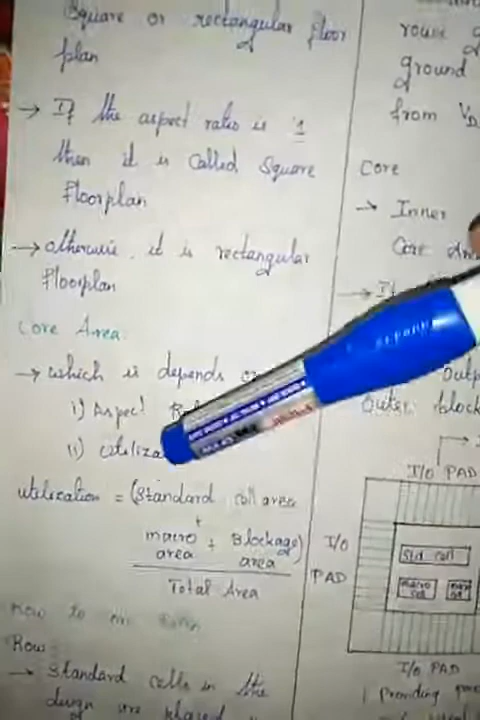 Square or rectangular floor
plan
→ If the aspect ratio is 1
then it is called Square
Floorplan
→ otherwise, it is rectangular
Floorplan
Core Area:
→ which is depends
i) Aspect
ii) utiliza
utilization = (standard cell area
+
macro area + Blockage area)
Total Area
Row
Row:
→ Standard cells in the
design are placed
ground
from V
Core
→ Inner
Core
→ If
outer block
I/O PAD
I/O PAD
std cell
macro cell
I/O PAD
Providing